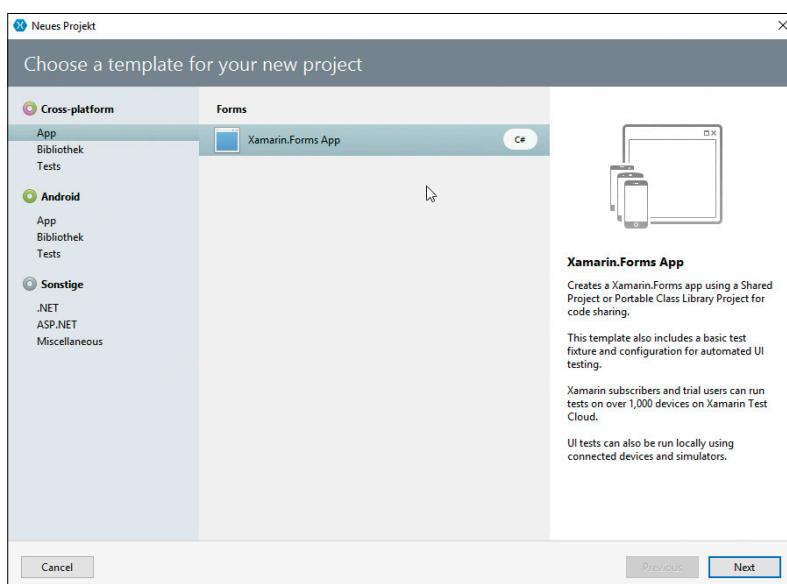 Neues Projekt
Choose a template for your new project
Cross-platform
App
Bibliothek
Tests
Android
App
Bibliothek
Tests
Sonstige
.NET
ASP.NET
Miscellaneous
Forms
Xamarin.Forms App
C#
Xamarin.Forms App
Creates a Xamarin.Forms app using a Shared
Project or Portable Class Library Project for
code sharing.
This template also includes a basic test
fixture and configuration for automated UI
testing.
Xamarin subscribers and trial users can run
tests on over 1,000 devices on Xamarin Test
Cloud.
UI tests can also be run locally using
connected devices and simulators.
Cancel
Previous
Next